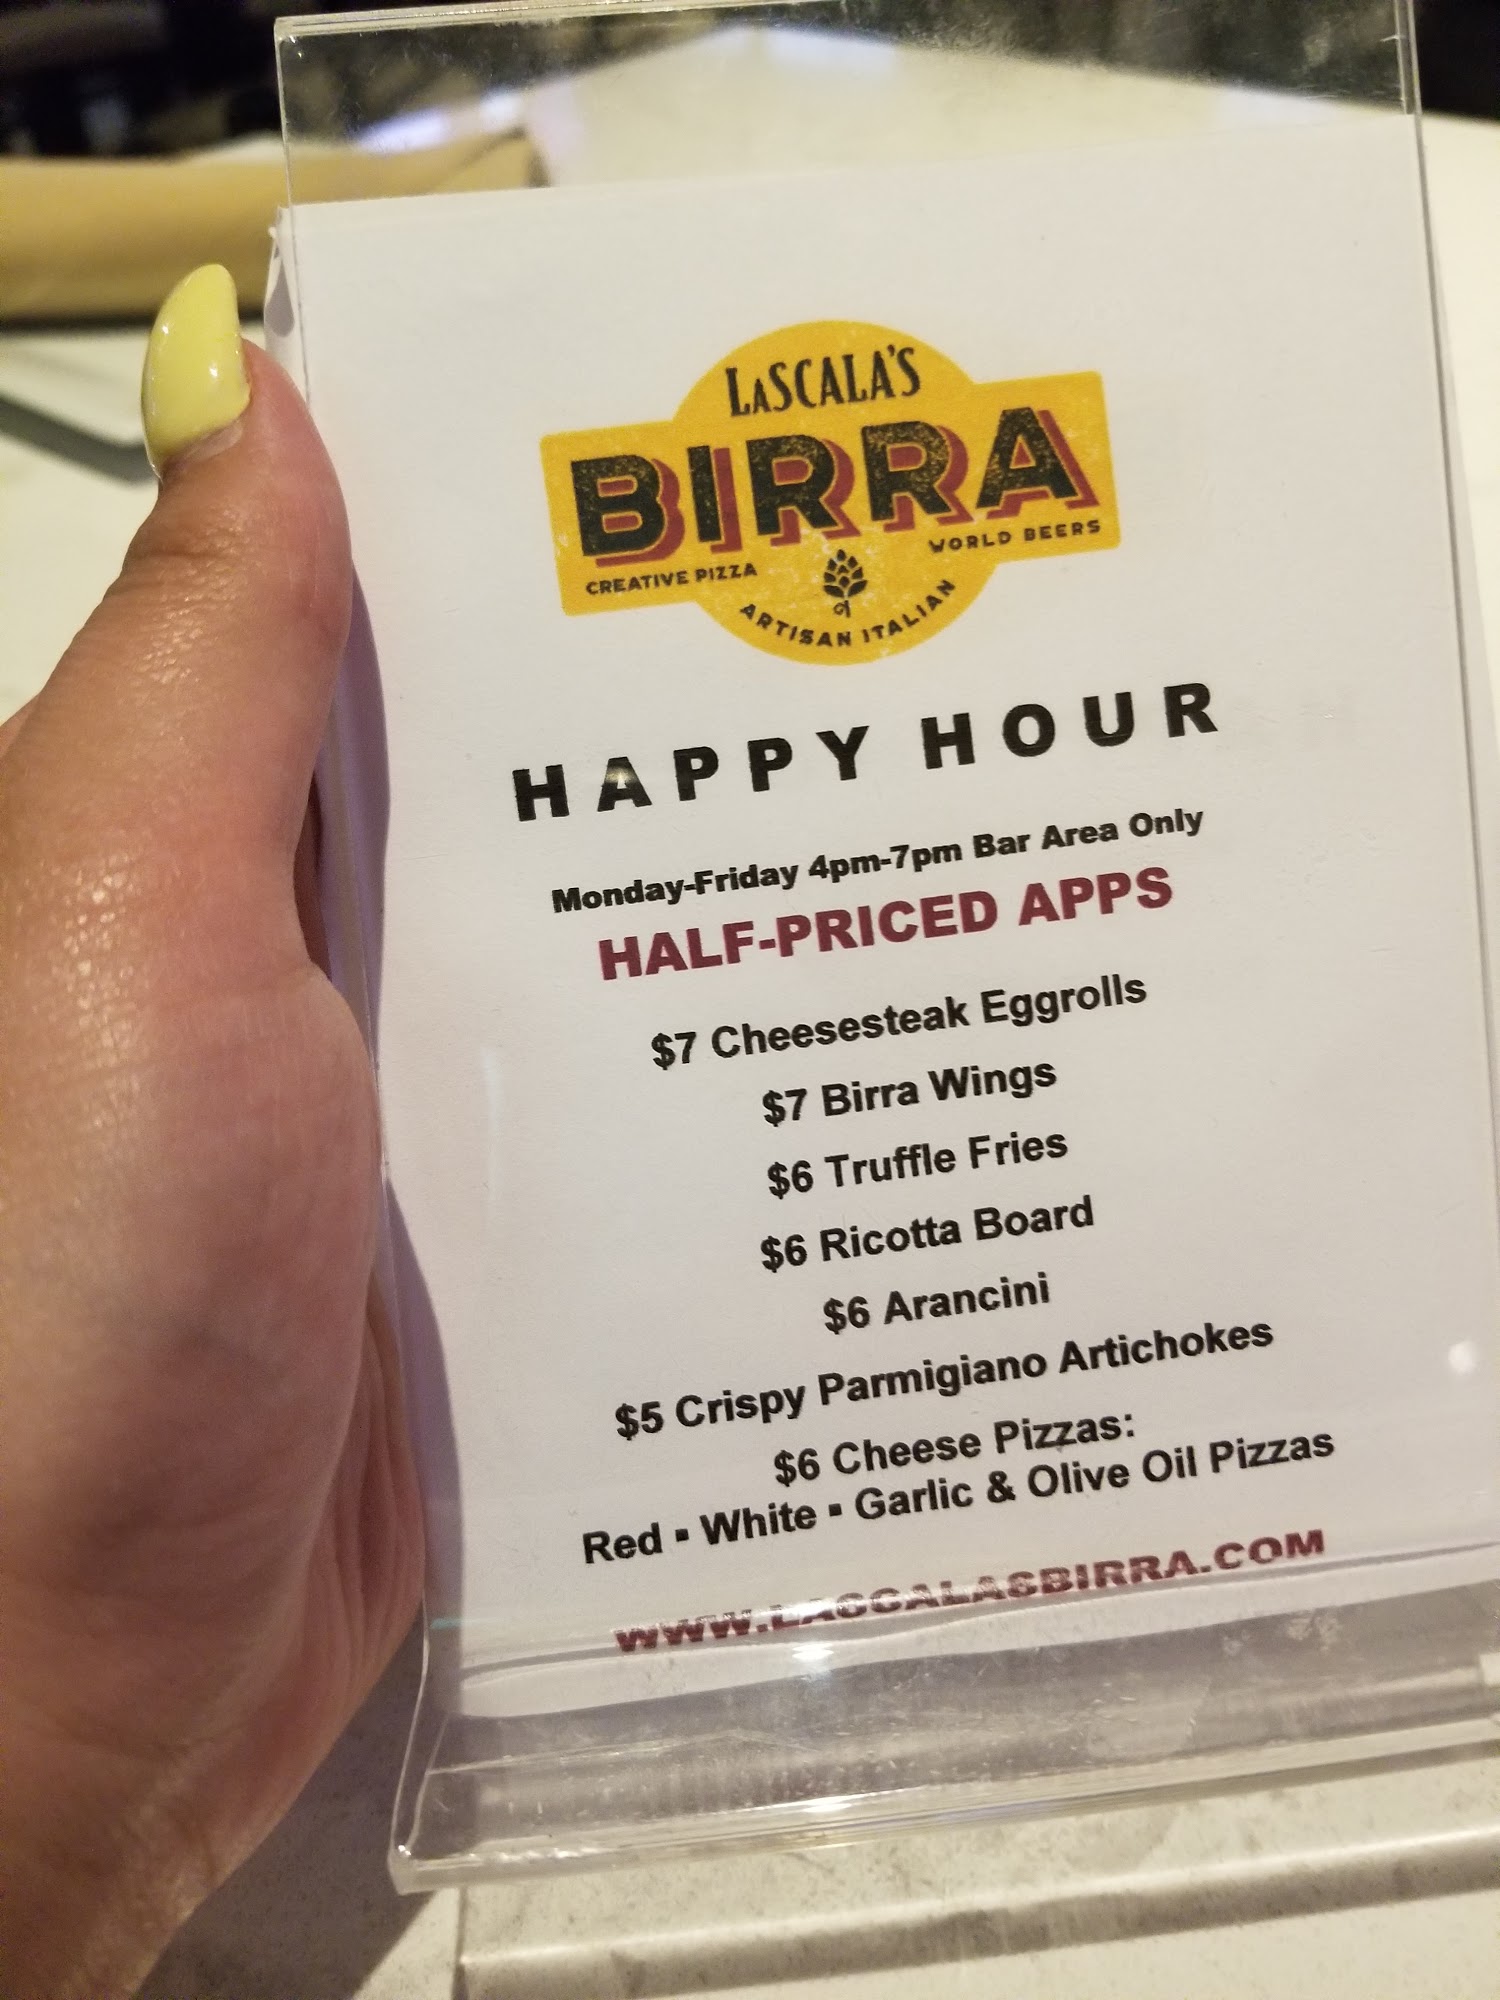 LASCALA'S
BIRRA
CREATIVE PIZZA
WORLD BEERS
ARTISAN ITALIAN
HAPPY HOUR
Monday-Friday 4pm-7pm Bar Area Only
HALF-PRICED APPS
$7 Cheesesteak Eggrolls
$7 Birra Wings
$6 Truffle Fries
$6 Ricotta Board
$6 Arancini
$5 Crispy Parmigiano Artichokes
$6 Cheese Pizzas:
Red ▪ White ▪ Garlic & Olive Oil Pizzas
WWW.LASCALASBIRRA.COM